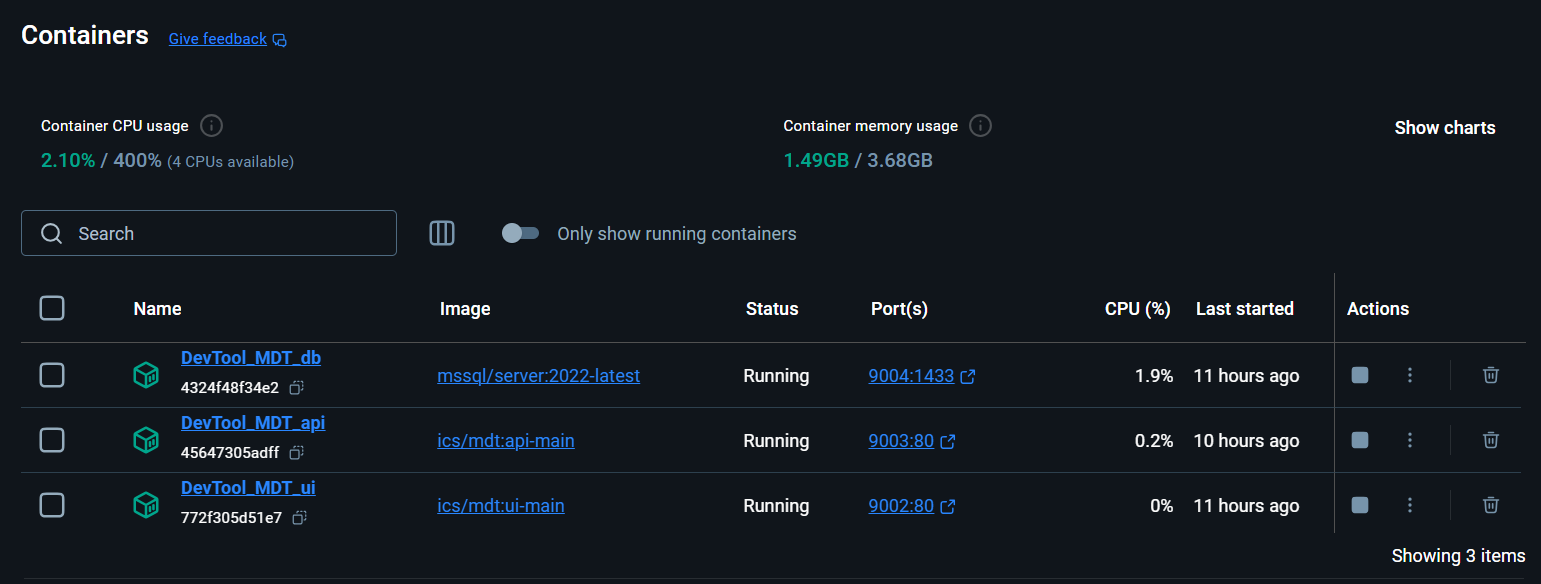 Containers Give feedback
Container CPU usage
2.10% / 400% (4 CPUs available)
Container memory usage
1.49GB / 3.68GB
Show charts
Search
Only show running containers
Name Image Status Port(s) CPU (%) Last started Actions
DevTool_MDT_db
4324f48f34e2
mssql/server:2022-latest Running 9004:1433 1.9% 11 hours ago
DevTool_MDT_api
45647305adff
ics/mdt:api-main Running 9003:80 0.2% 10 hours ago
DevTool_MDT_ui
772f305d51e7
ics/mdt:ui-main Running 9002:80 0% 11 hours ago
Showing 3 items